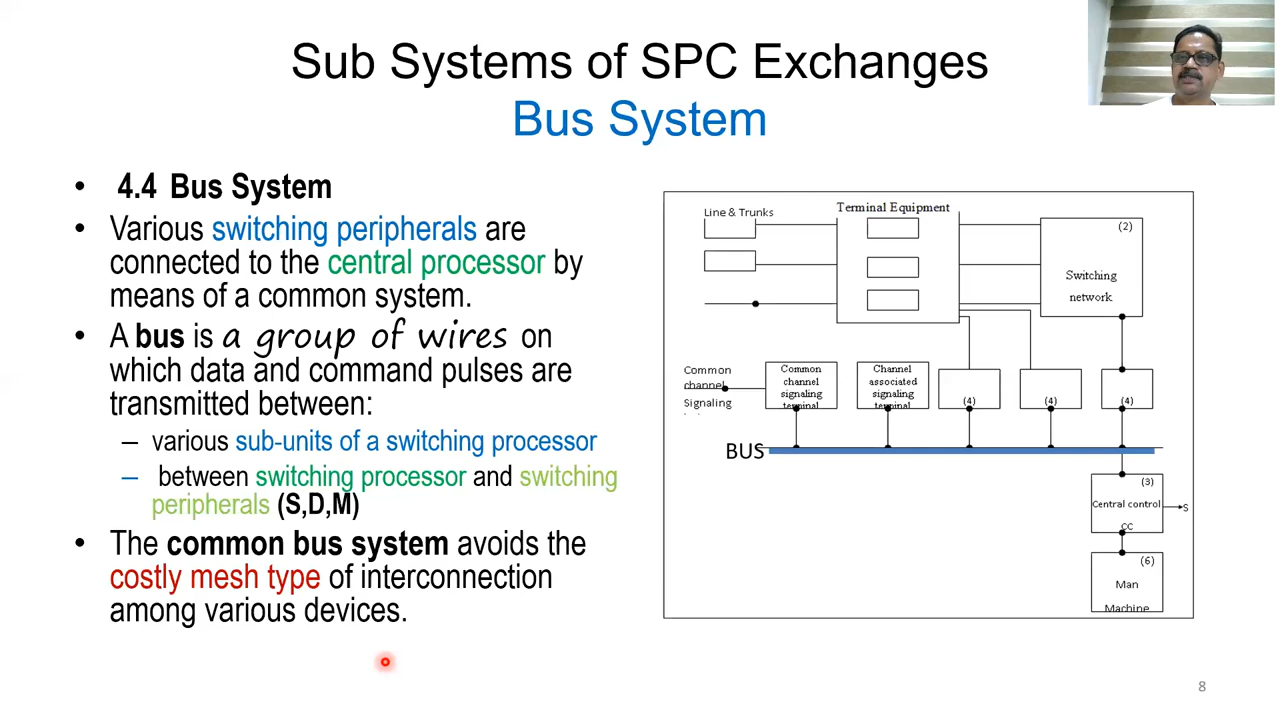 Sub Systems of SPC Exchanges
Bus System
• 4.4 Bus System
• Various switching peripherals are
connected to the central processor by
means of a common system.
• A bus is a group of wires on
which data and command pulses are
transmitted between:
– various sub-units of a switching processor
– between switching processor and switching
peripherals (S,D,M)
• The common bus system avoids the
costly mesh type of interconnection
among various devices.
Line & Trunks
Terminal Equipment
(2)
Switching
network
Common
channel
Signaling
Common
channel
signaling
terminal
Channel
associated
signaling
terminal
(4)
(4)
(4)
BUS
(3)
Central control
CC
S
(6)
Man
Machine
8